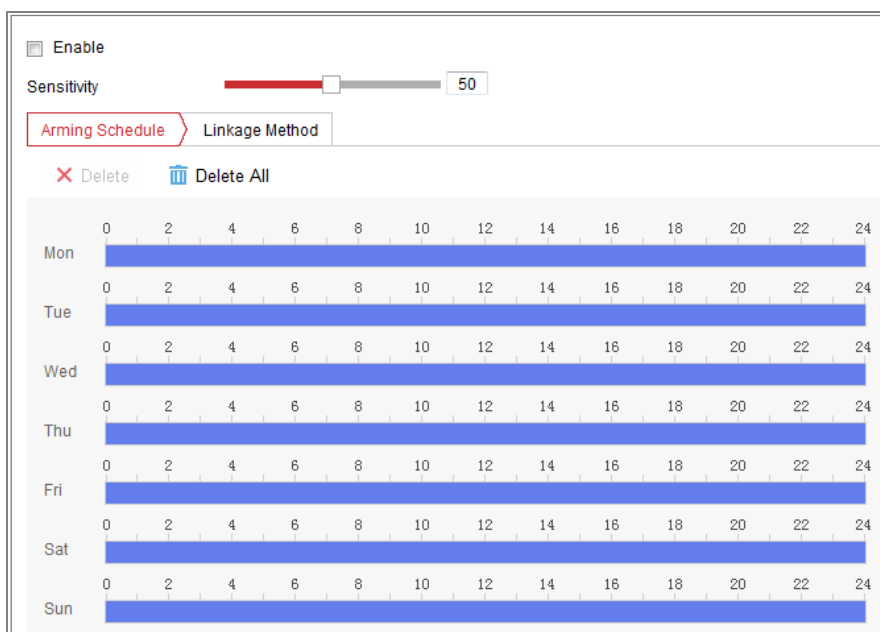 Enable
Sensitivity 50
Arming Schedule Linkage Method
Delete Delete All
0 2 4 6 8 10 12 14 16 18 20 22 24
Mon
0 2 4 6 8 10 12 14 16 18 20 22 24
Tue
0 2 4 6 8 10 12 14 16 18 20 22 24
Wed
0 2 4 6 8 10 12 14 16 18 20 22 24
Thu
0 2 4 6 8 10 12 14 16 18 20 22 24
Fri
0 2 4 6 8 10 12 14 16 18 20 22 24
Sat
0 2 4 6 8 10 12 14 16 18 20 22 24
Sun